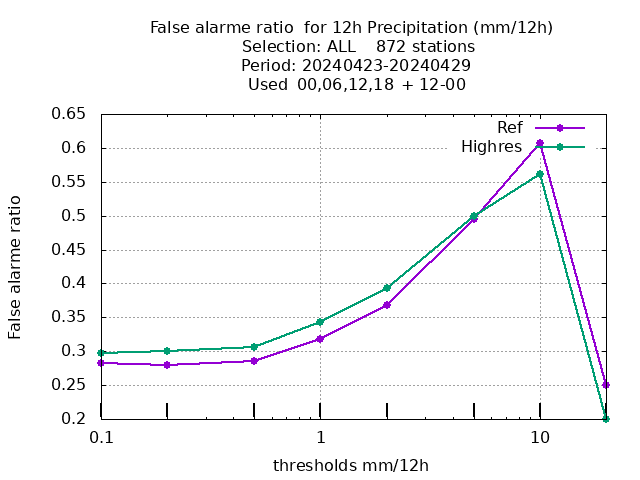 False alarme ratio  for 12h Precipitation (mm/12h)
Selection: ALL    872 stations
Period: 20240423-20240429
Used  00,06,12,18  + 12-00
Ref
Highres
0.65
0.6
0.55
0.5
0.45
0.4
0.35
0.3
0.25
0.2
False alarme ratio
0.1 1 10
thresholds mm/12h